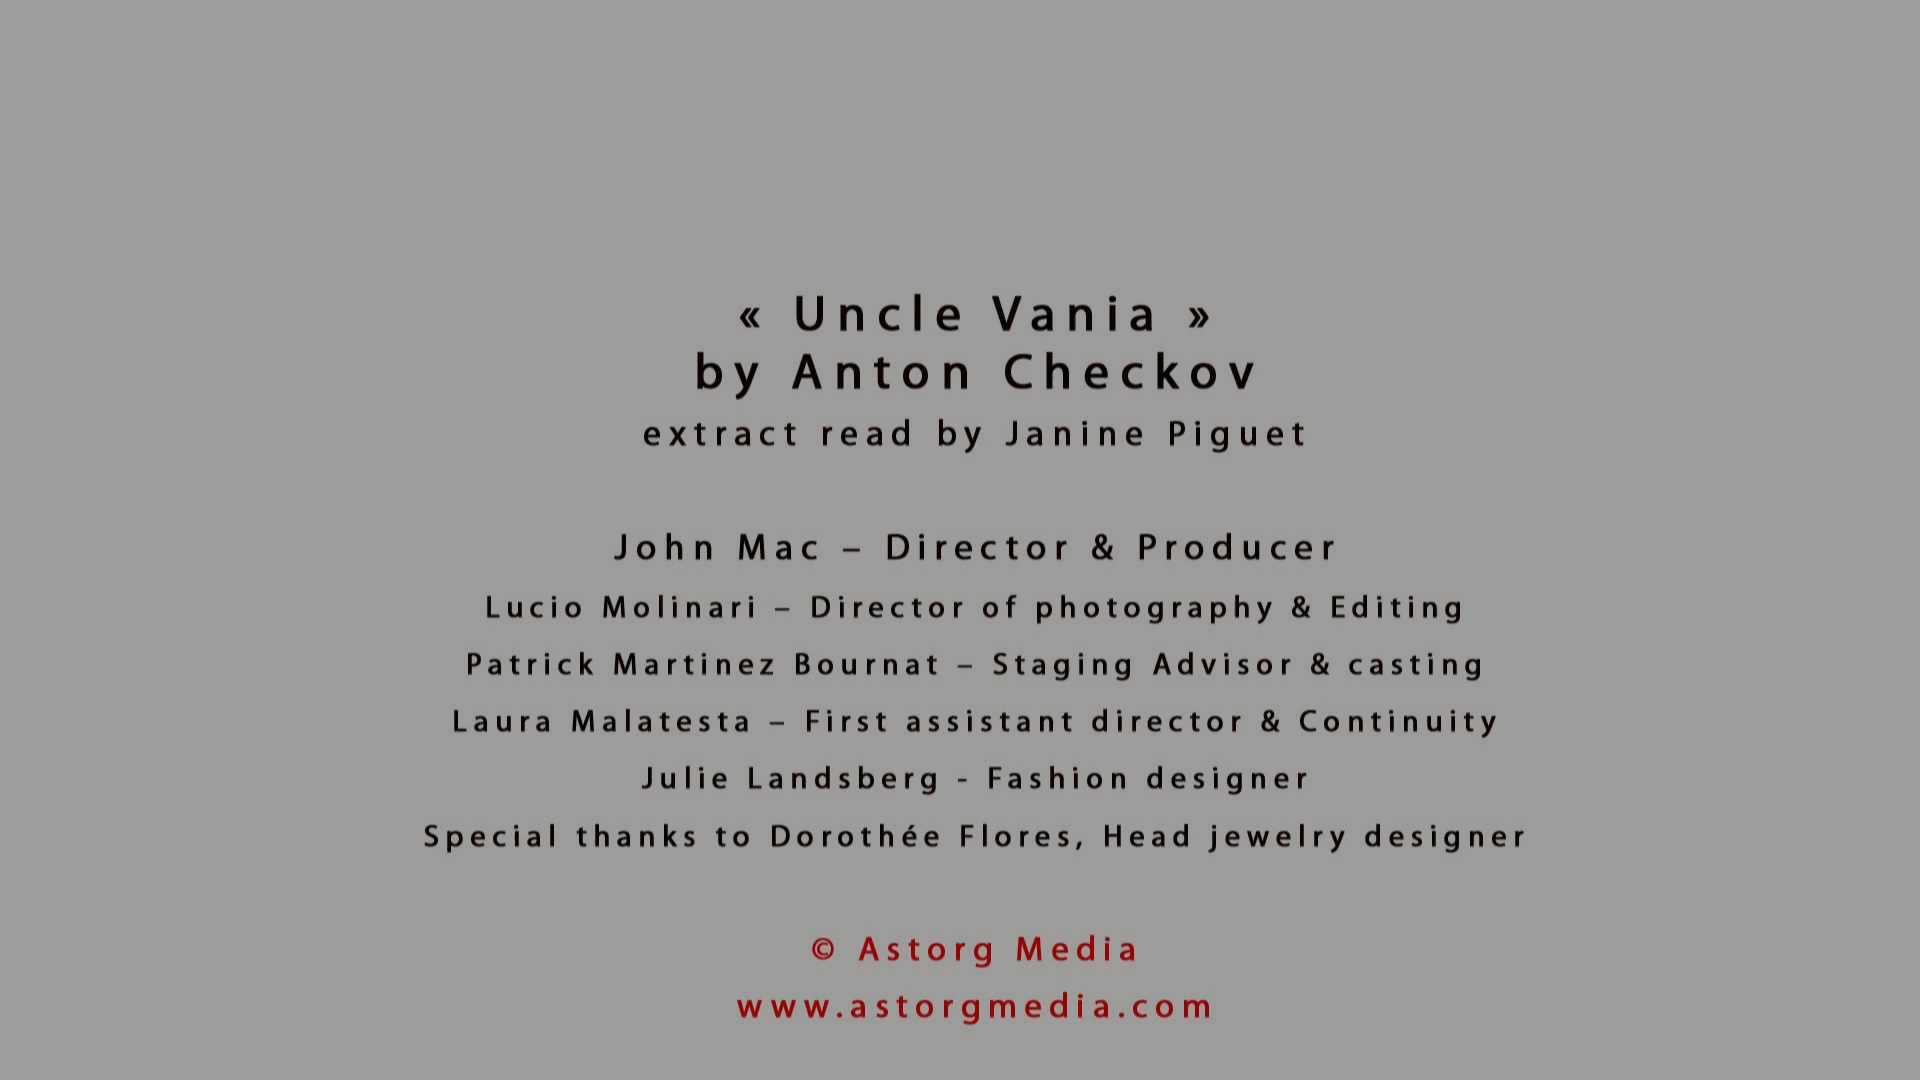 « Uncle Vania »
by Anton Checkov
extract read by Janine Piguet
John Mac – Director & Producer
Lucio Molinari – Director of photography & Editing
Patrick Martinez Bournat – Staging Advisor & casting
Laura Malatesta – First assistant director & Continuity
Julie Landsberg - Fashion designer
Special thanks to Dorothée Flores, Head jewelry designer
© Astorg Media
www.astorgmedia.com